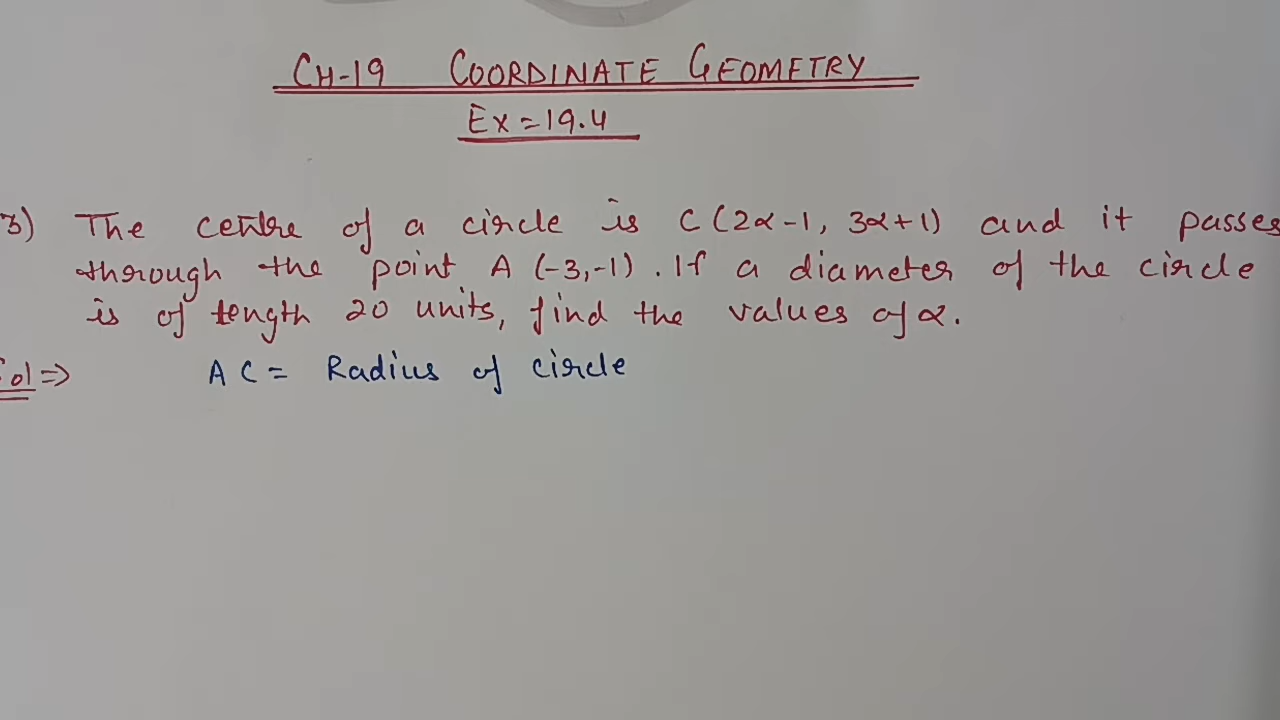 CH-19 COORDINATE GEOMETRY
Ex=19.4
3) The centre of a circle is C(2α-1, 3α+1) and it passes
through the point A (-3,-1). If a diameter of the circle
is of length 20 units, find the values of α.
Sol⇒ AC = Radius of circle